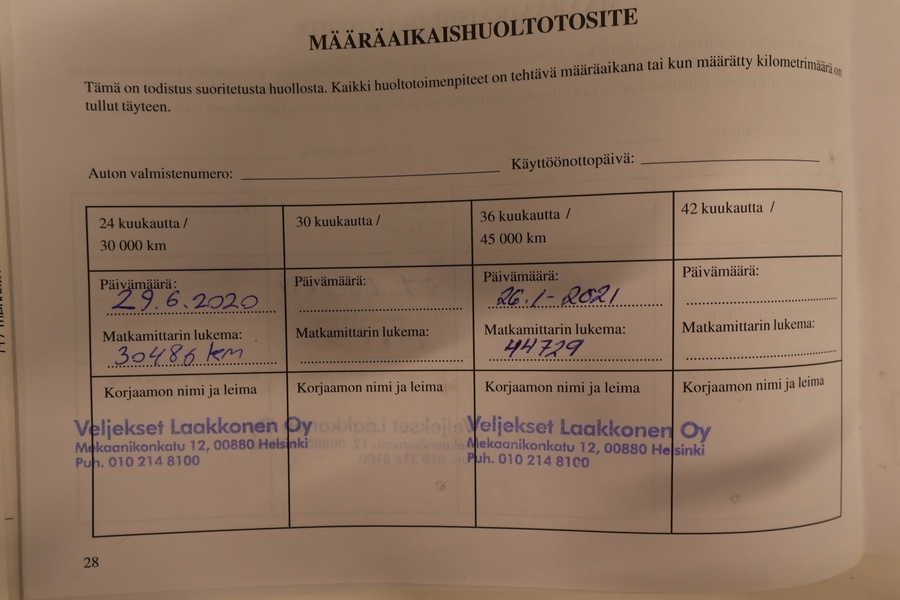 MÄÄRÄAIKAISHUOLTOTOSITE
Tämä on todistus suoritetusta huollosta. Kaikki huoltotoimenpiteet on tehtävä määräaikana tai kun määrätty kilometrimäärä on
tullut täyteen.
Auton valmistenumero:
Käyttöönottopäivä:
24 kuukautta /
30 000 km
30 kuukautta /
36 kuukautta /
45 000 km
42 kuukautta /
Päivämäärä:
29.6.2020
Päivämäärä:
Päivämäärä:
26.1-2021
Päivämäärä:
Matkamittarin lukema:
30486 km
Matkamittarin lukema:
Matkamittarin lukema:
44729
Matkamittarin lukema:
Korjaamon nimi ja leima
Korjaamon nimi ja leima
Korjaamon nimi ja leima
Korjaamon nimi ja leima
Veljekset Laakkonen Oy
Mekaanikonkatu 12, 00880 Helsinki
Puh. 010 214 8100
Veljekset Laakkonen Oy
Mekaanikonkatu 12, 00880 Helsinki
Puh. 010 214 8100
28